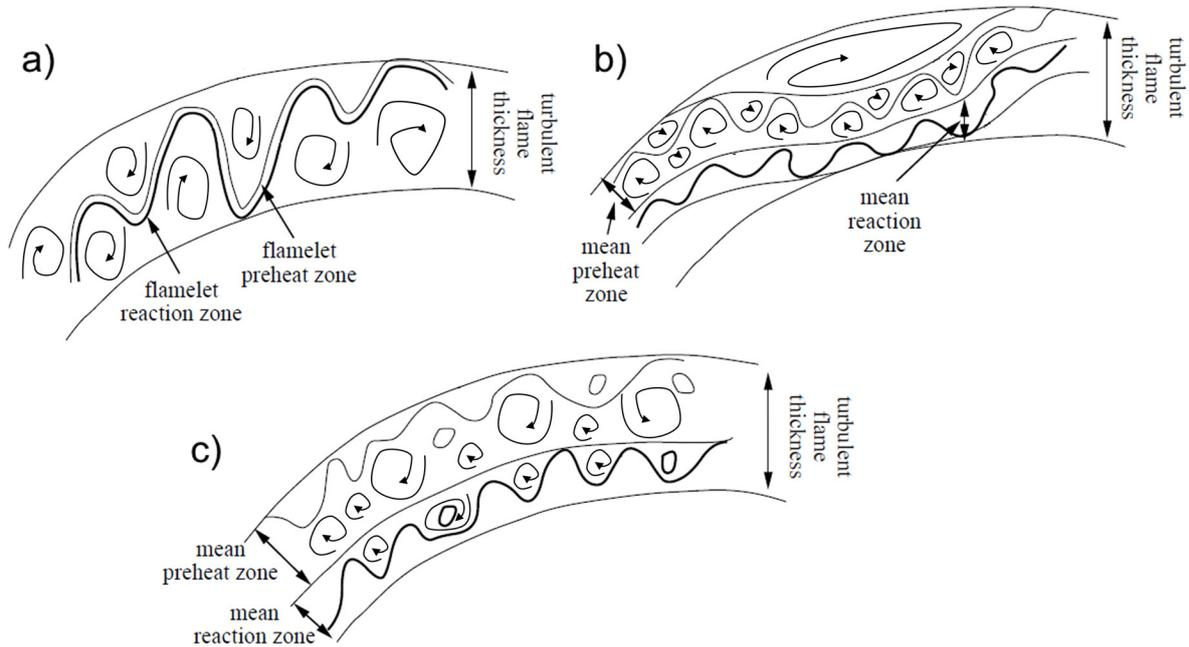 a)
turbulent
flame
thickness
flamelet
preheat zone
flamelet
reaction zone
b)
turbulent
flame
thickness
mean
reaction
zone
mean
preheat
zone
c)
turbulent
flame
thickness
mean
preheat zone
mean
reaction zone